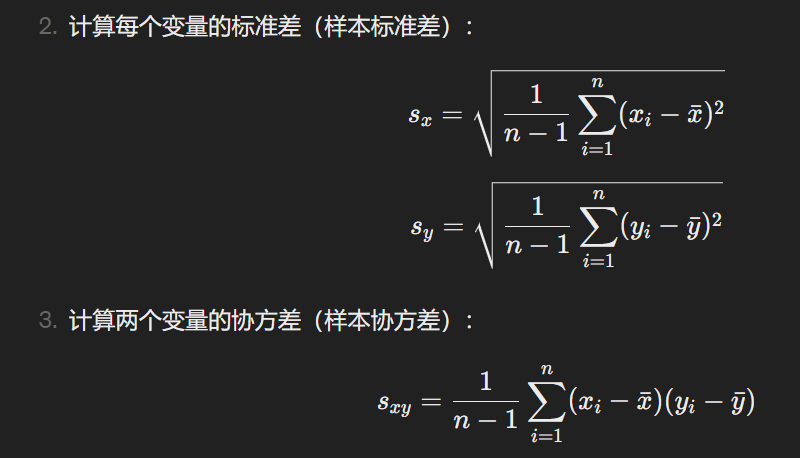 2. 计算每个变量的标准差（样本标准差）：
s_x = \sqrt{\frac{1}{n-1} \sum_{i=1}^{n} (x_i - \bar{x})^2}
s_y = \sqrt{\frac{1}{n-1} \sum_{i=1}^{n} (y_i - \bar{y})^2}
3. 计算两个变量的协方差（样本协方差）：
s_{xy} = \frac{1}{n-1} \sum_{i=1}^{n} (x_i - \bar{x})(y_i - \bar{y})